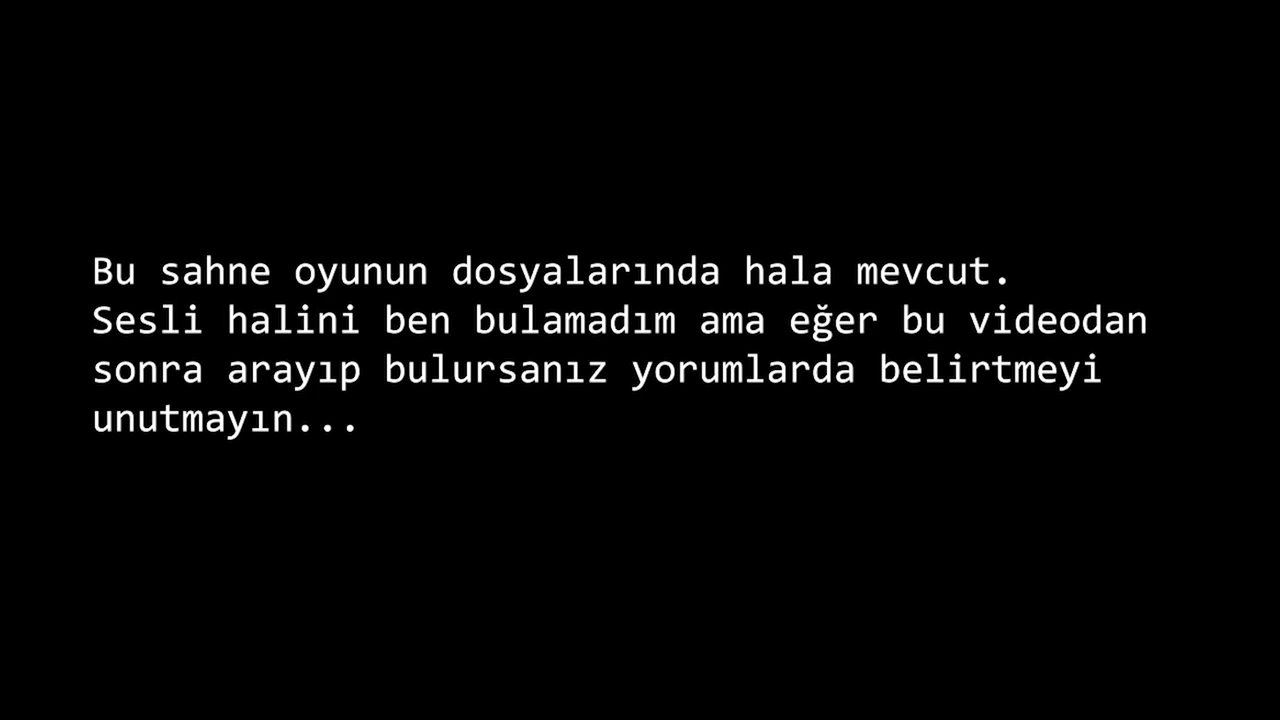 Bu sahne oyunun dosyalarında hala mevcut.
Sesli halini ben bulamadım ama eğer bu videodan
sonra arayıp bulursanız yorumlarda belirtmeyi
unutmayın...